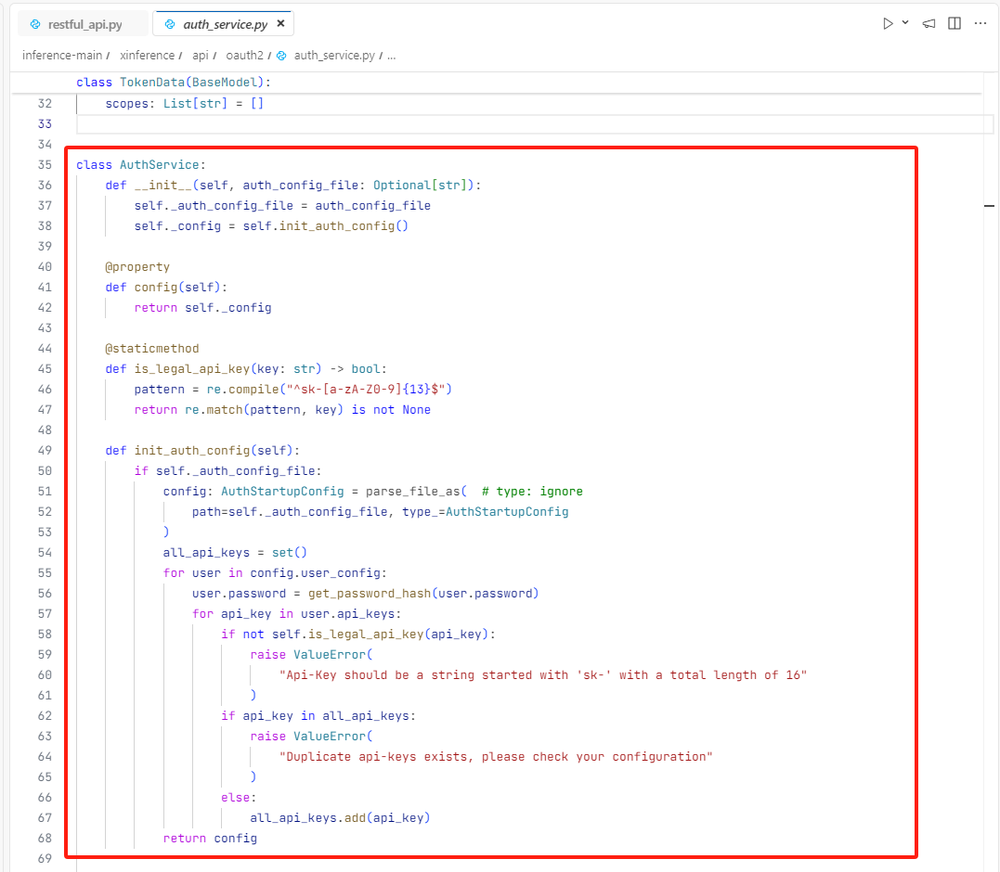 restful_api.py
auth_service.py ×
inference-main / xinference / api / oauth2 / auth_service.py / ...
class TokenData(BaseModel):
32 scopes: List[str] = []
33
34
35 class AuthService:
36 def __init__(self, auth_config_file: Optional[str]):
37 self._auth_config_file = auth_config_file
38 self._config = self.init_auth_config()
39
40 @property
41 def config(self):
42 return self._config
43
44 @staticmethod
45 def is_legal_api_key(key: str) -> bool:
46 pattern = re.compile("^sk-[a-zA-Z0-9]{13}$")
47 return re.match(pattern, key) is not None
48
49 def init_auth_config(self):
50 if self._auth_config_file:
51 config: AuthStartupConfig = parse_file_as(  # type: ignore
52 path=self._auth_config_file, type_=AuthStartupConfig
53 )
54 all_api_keys = set()
55 for user in config.user_config:
56 user.password = get_password_hash(user.password)
57 for api_key in user.api_keys:
58 if not self.is_legal_api_key(api_key):
59 raise ValueError(
60 "Api-Key should be a string started with 'sk-' with a total length of 16"
61 )
62 if api_key in all_api_keys:
63 raise ValueError(
64 "Duplicate api-keys exists, please check your configuration"
65 )
66 else:
67 all_api_keys.add(api_key)
68 return config
69